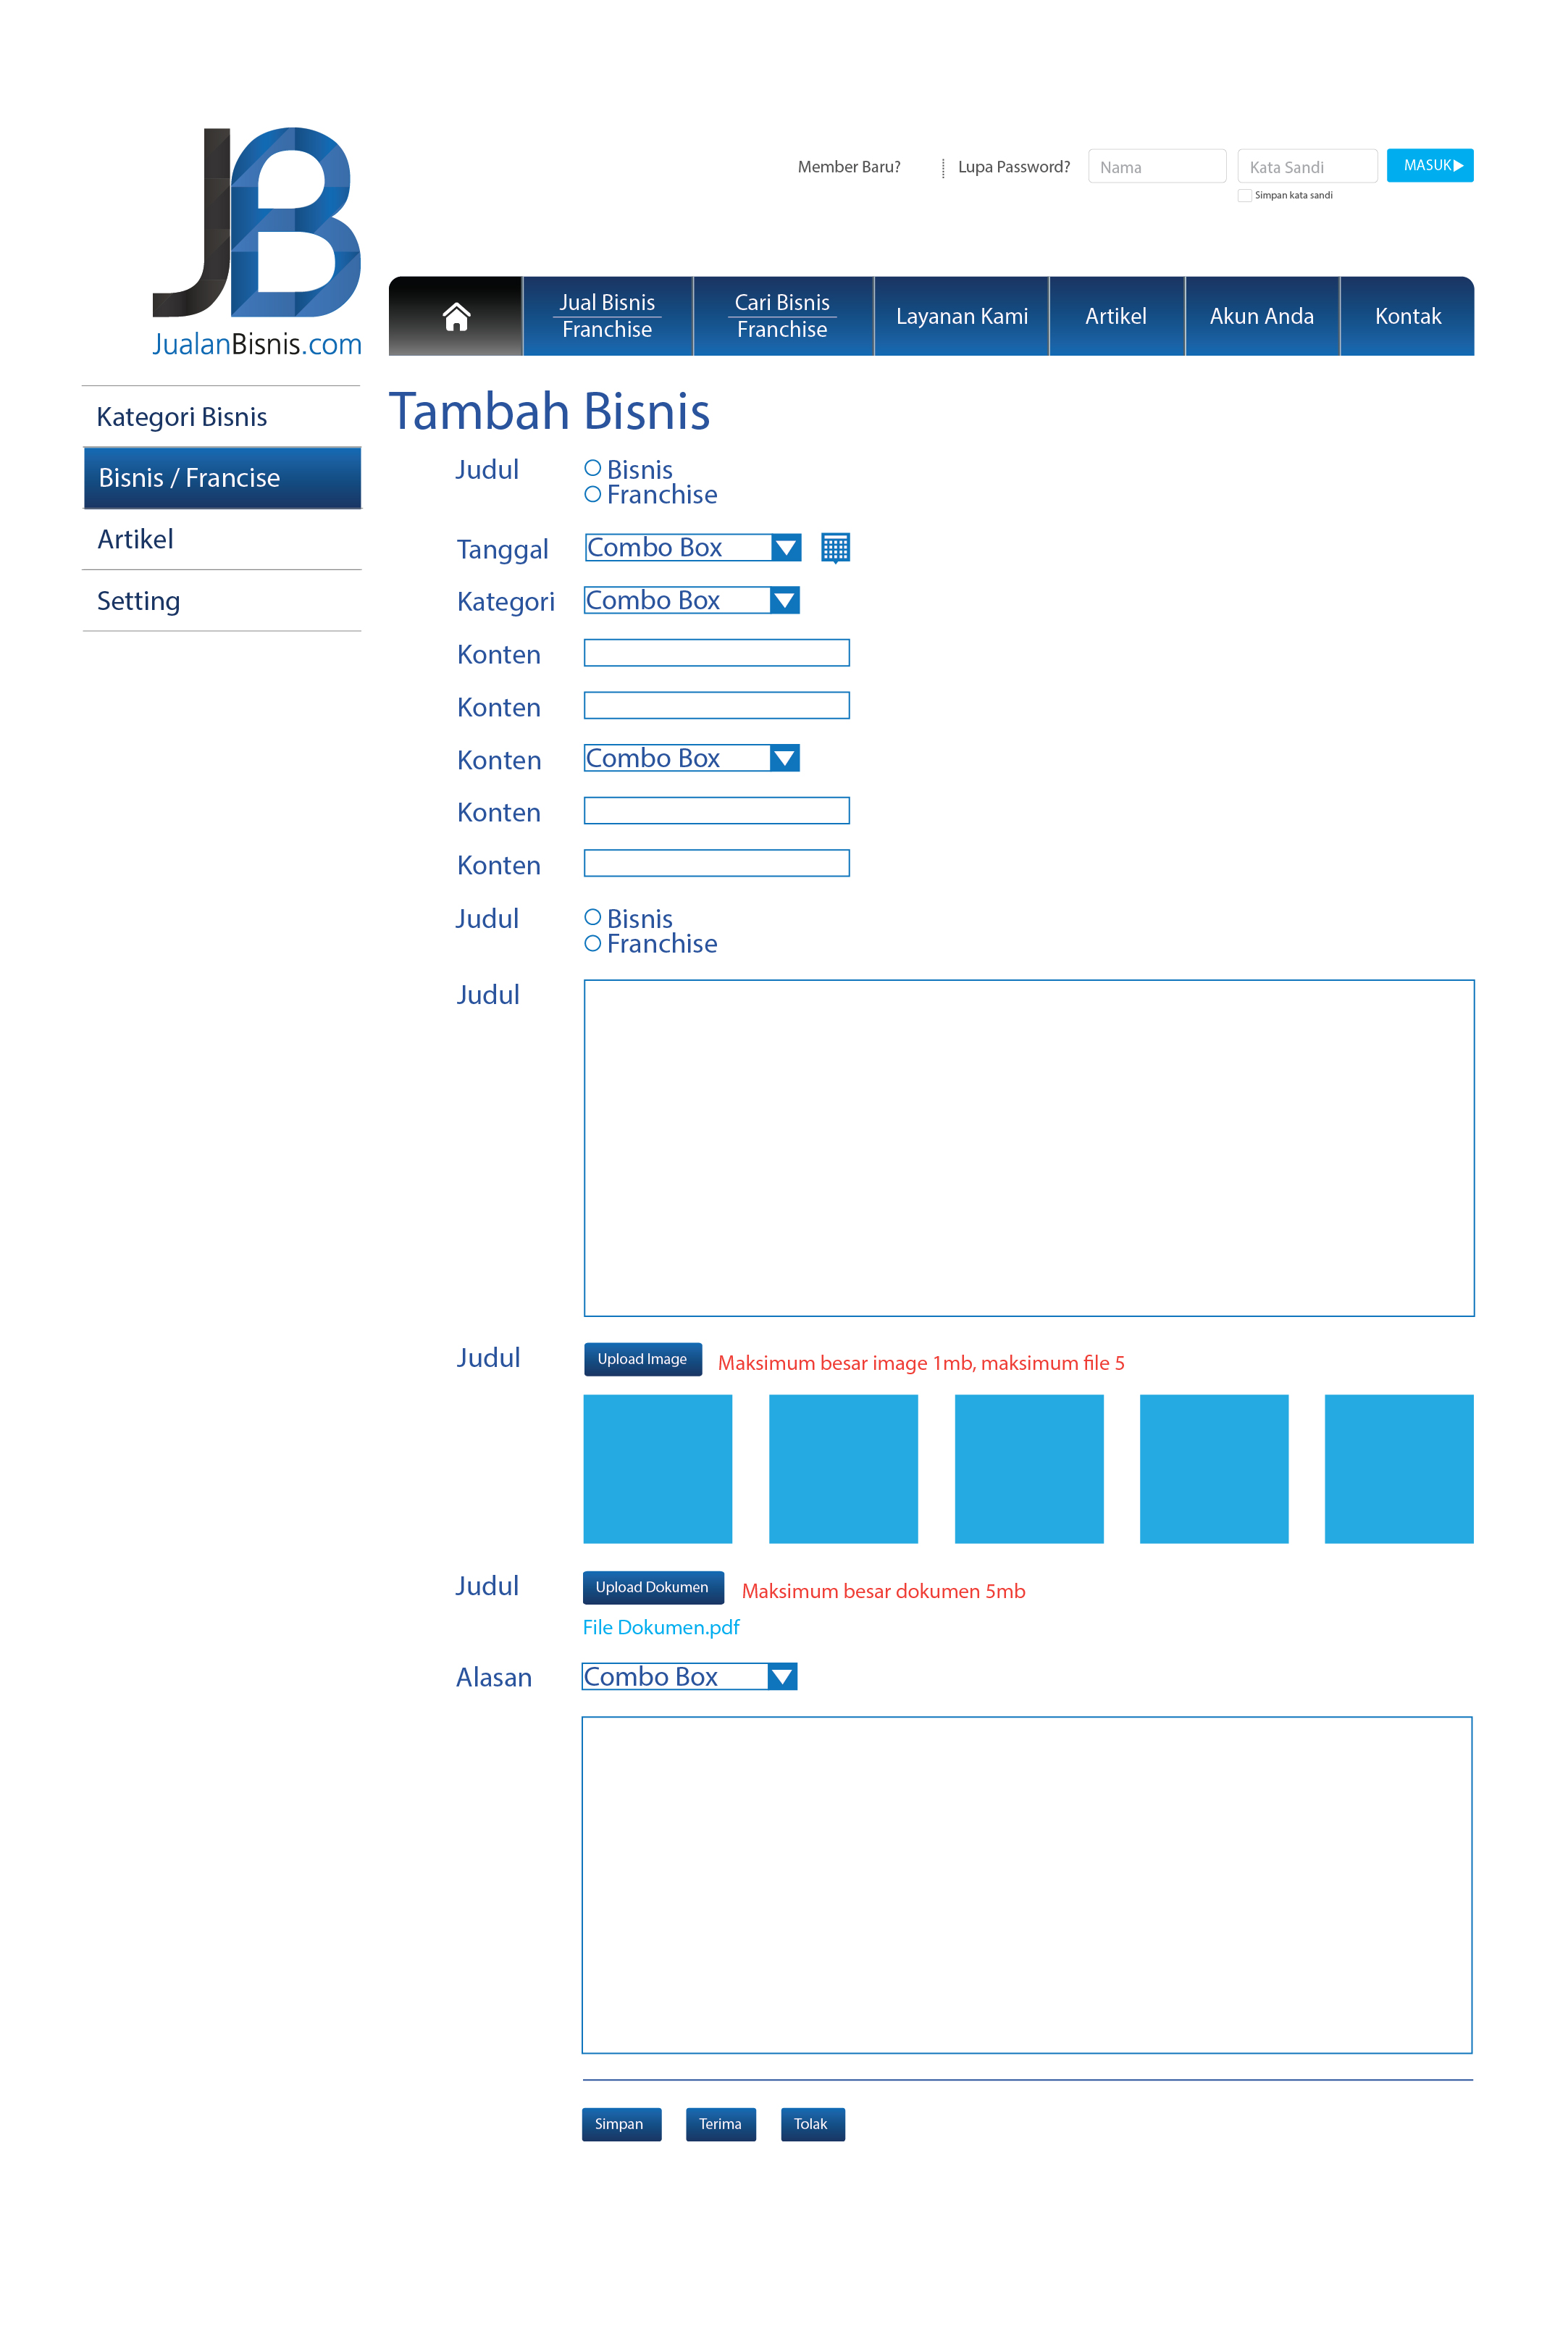 JB
JualanBisnis.com
Member Baru?
Lupa Password?
Nama
Kata Sandi
MASUK
Simpan kata sandi
Jual Bisnis
Franchise
Cari Bisnis
Franchise
Layanan Kami
Artikel
Akun Anda
Kontak
Kategori Bisnis
Bisnis / Francise
Artikel
Setting
Tambah Bisnis
Judul
Bisnis
Franchise
Tanggal
Combo Box
Kategori
Combo Box
Konten
Konten
Konten
Combo Box
Konten
Konten
Judul
Bisnis
Franchise
Judul
Judul
Upload Image
Maksimum besar image 1mb, maksimum file 5
Judul
Upload Dokumen
Maksimum besar dokumen 5mb
File Dokumen.pdf
Alasan
Combo Box
Simpan
Terima
Tolak